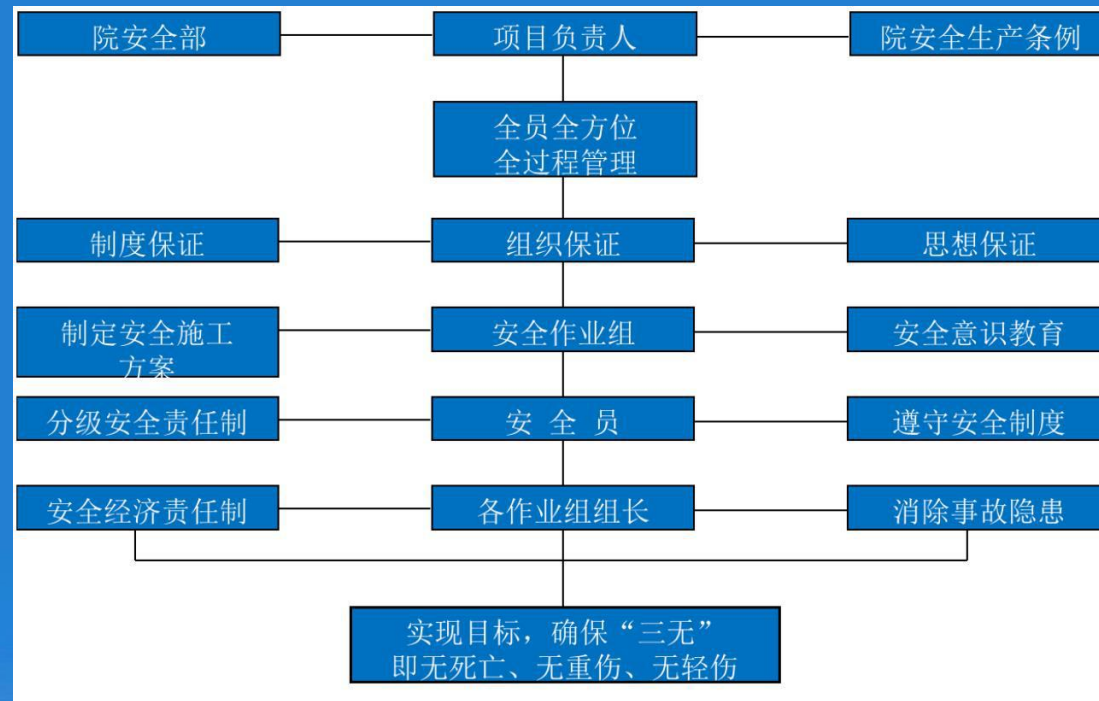 院安全部
项目负责人
院安全生产条例
全员全方位
全过程管理
制度保证
组织保证
思想保证
制定安全施工
方案
安全作业组
安全意识教育
分级安全责任制
安 全 员
遵守安全制度
安全经济责任制
各作业组组长
消除事故隐患
实现目标，确保“三无”
即无死亡、无重伤、无轻伤